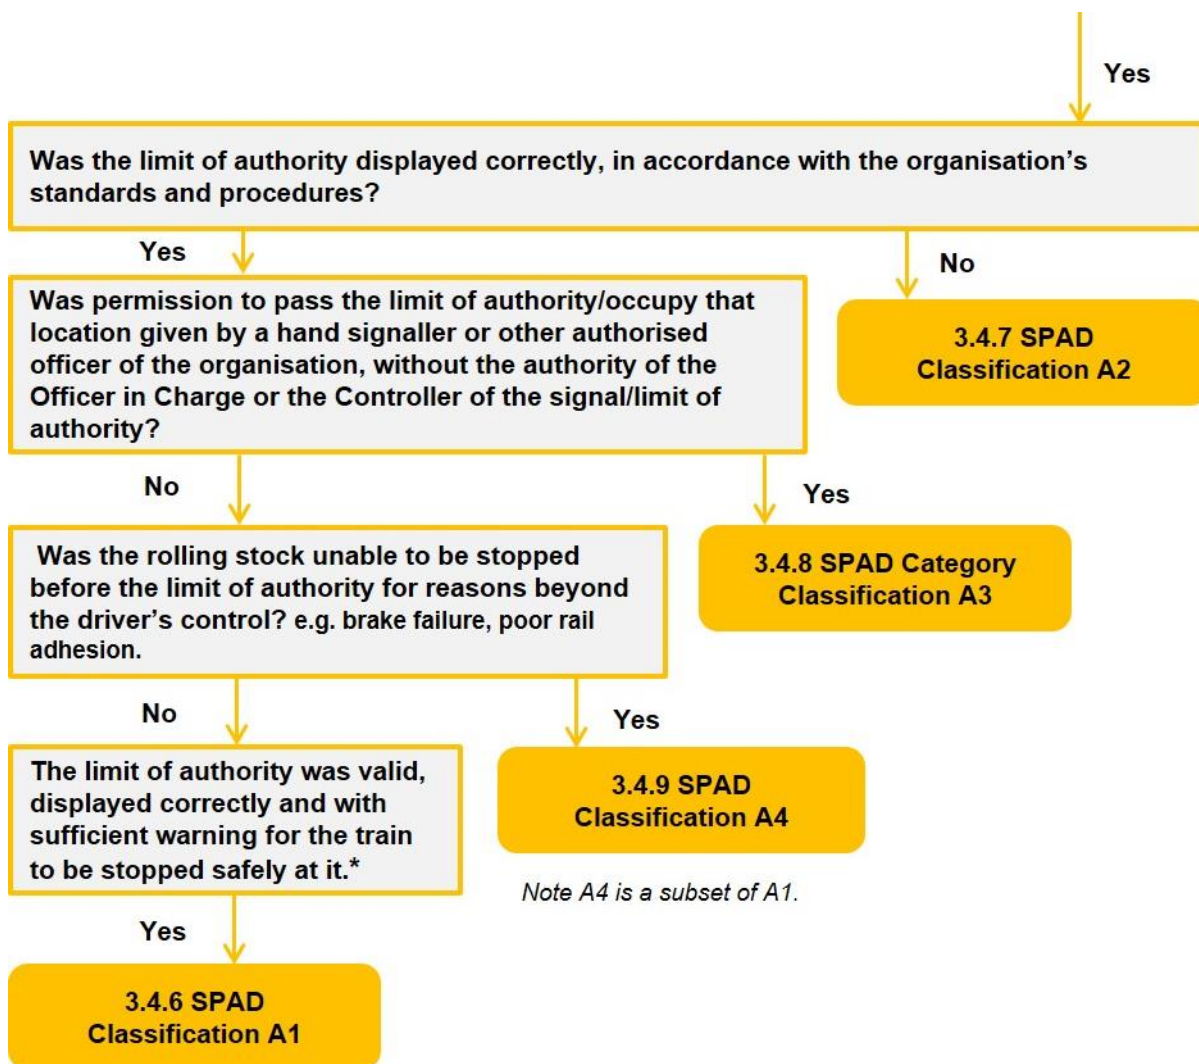 Yes
Was the limit of authority displayed correctly, in accordance with the organisation’s
standards and procedures?
Yes
No
Was permission to pass the limit of authority/occupy that
location given by a hand signaller or other authorised
officer of the organisation, without the authority of the
Officer in Charge or the Controller of the signal/limit of
authority?
3.4.7 SPAD
Classification A2
No
Yes
Was the rolling stock unable to be stopped
before the limit of authority for reasons beyond
the driver’s control? e.g. brake failure, poor rail
adhesion.
3.4.8 SPAD Category
Classification A3
No
Yes
The limit of authority was valid,
displayed correctly and with
sufficient warning for the train
to be stopped safely at it.*
3.4.9 SPAD
Classification A4
Note A4 is a subset of A1.
Yes
3.4.6 SPAD
Classification A1